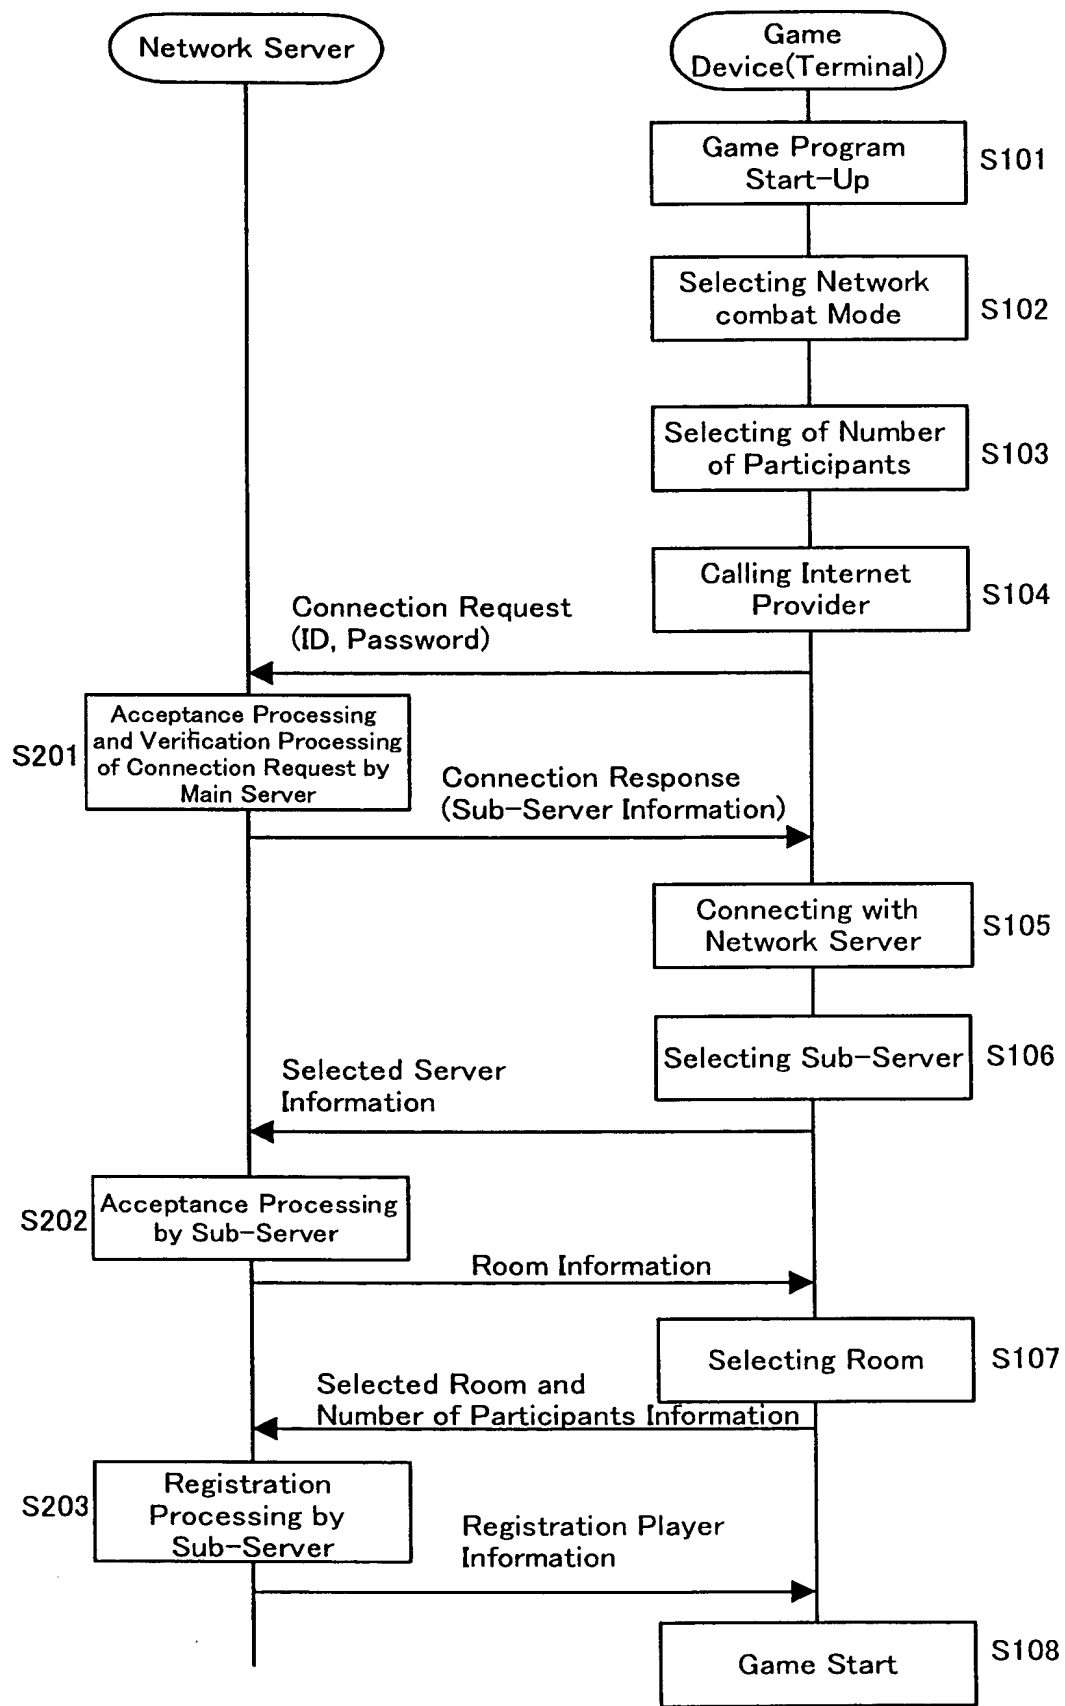 Network Server
Game
Device(Terminal)
Game Program
Start-Up
S101
Selecting Network
combat Mode
S102
Selecting of Number
of Participants
S103
Calling Internet
Provider
S104
Connection Request
(ID, Password)
S201
Acceptance Processing
and Verification Processing
of Connection Request by
Main Server
Connection Response
(Sub-Server Information)
Connecting with
Network Server
S105
Selecting Sub-Server
S106
Selected Server
Information
S202
Acceptance Processing
by Sub-Server
Room Information
Selecting Room
S107
Selected Room and
Number of Participants Information
S203
Registration
Processing by
Sub-Server
Registration Player
Information
Game Start
S108